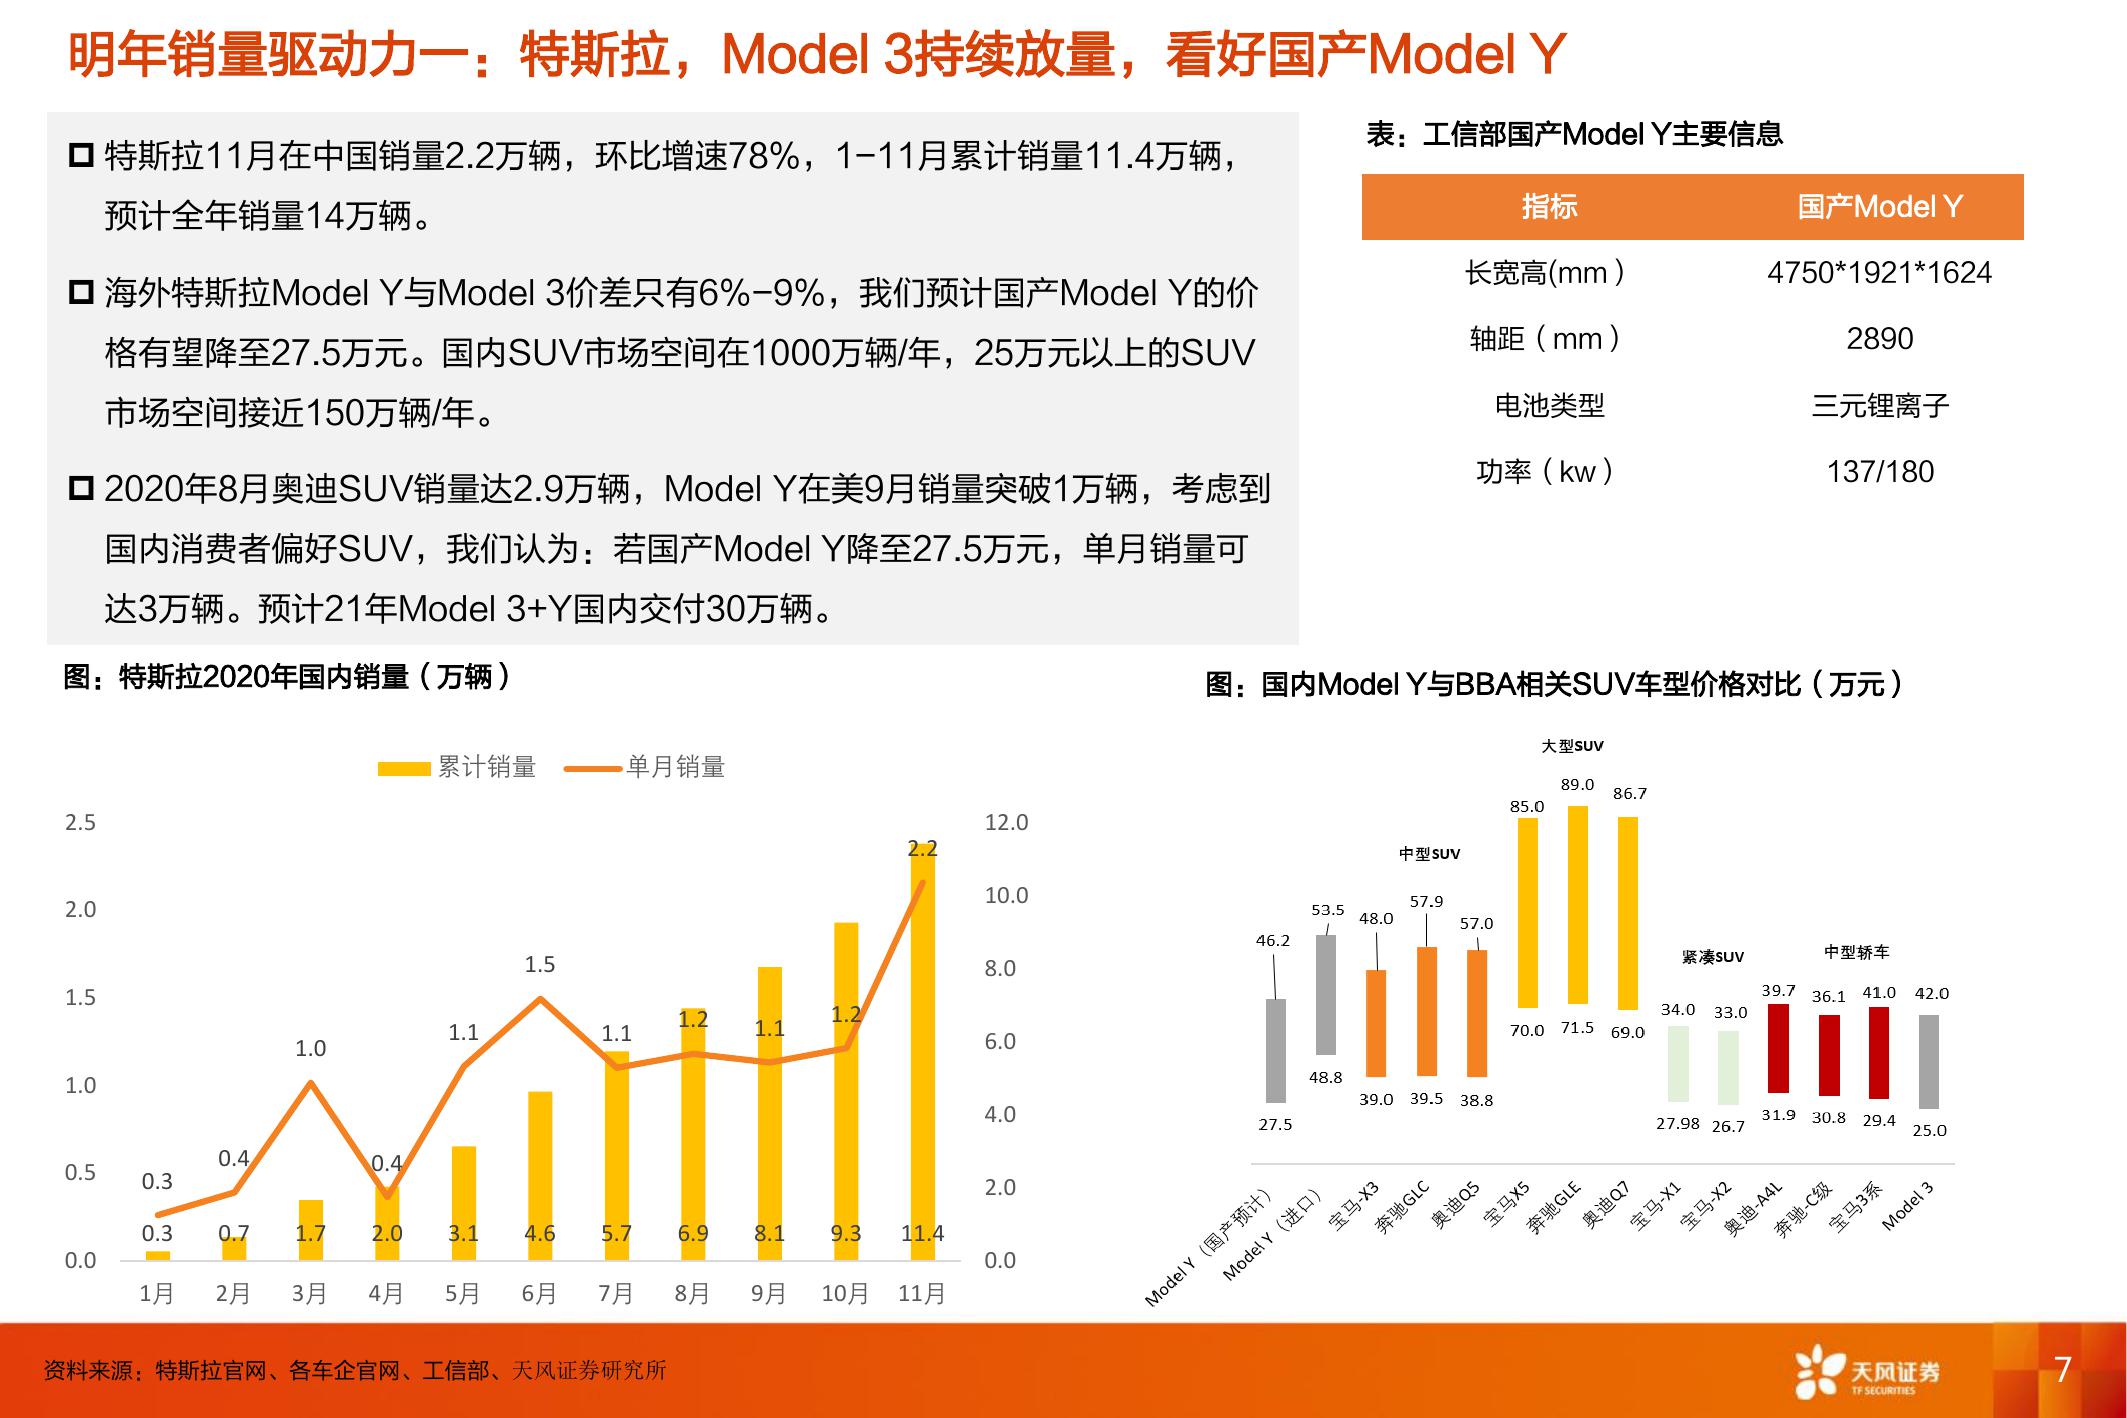 明年销量驱动力一：特斯拉，Model 3持续放量，看好国产Model Y
特斯拉11月在中国销量2.2万辆，环比增速78%，1-11月累计销量11.4万辆，
预计全年销量14万辆。
海外特斯拉Model Y与Model 3价差只有6%-9%，我们预计国产Model Y的价
格有望降至27.5万元。国内SUV市场空间在1000万辆/年，25万元以上的SUV
市场空间接近150万辆/年。
2020年8月奥迪SUV销量达2.9万辆，Model Y在美9月销量突破1万辆，考虑到
国内消费者偏好SUV，我们认为：若国产Model Y降至27.5万元，单月销量可
达3万辆。预计21年Model 3+Y国内交付30万辆。
表：工信部国产Model Y主要信息
指标 国产Model Y
长宽高(mm） 4750*1921*1624
轴距（mm） 2890
电池类型 三元锂离子
功率（kw） 137/180
图：特斯拉2020年国内销量（万辆）
累计销量 单月销量
2.5
2.0
1.5
1.0
0.5
0.0
12.0
10.0
8.0
6.0
4.0
2.0
0.0
0.3 0.4 1.0 0.4 1.1 1.5 1.1 1.2 1.1 1.2 2.2
0.3 0.7 1.7 2.0 3.1 4.6 5.7 6.9 8.1 9.3 11.4
1月 2月 3月 4月 5月 6月 7月 8月 9月 10月 11月
图：国内Model Y与BBA相关SUV车型价格对比（万元）
大型SUV
中型SUV
紧凑SUV
中型轿车
46.2 53.5 48.0 57.9 57.0 85.0 89.0 86.7 34.0 33.0 39.7 36.1 41.0 42.0
27.5 48.8 39.0 39.5 38.8 70.0 71.5 69.0 27.98 26.7 31.9 30.8 29.4 25.0
Model Y（国产预计）
Model Y（进口）
宝马-X3
奔驰GLC
奥迪Q5
宝马X5
奔驰GLE
奥迪Q7
宝马-X1
宝马-X2
奥迪-A4L
奔驰-C级
宝马3系
Model 3
资料来源：特斯拉官网、各车企官网、工信部、天风证券研究所
天风证券
TF SECURITIES
7